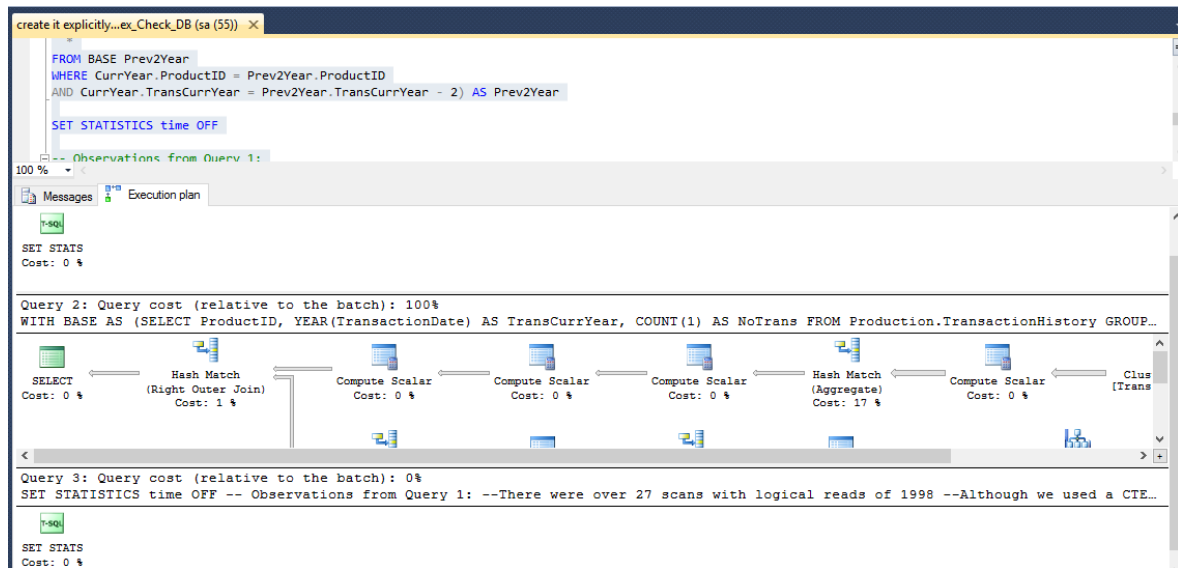 create it explicitly...ex_Check_DB (sa (55)) ×
*
FROM BASE Prev2Year
WHERE CurrYear.ProductID = Prev2Year.ProductID
AND CurrYear.TransCurrYear = Prev2Year.TransCurrYear - 2) AS Prev2Year
SET STATISTICS time OFF
-- Observations from Query 1:
100 %
Messages Execution plan
T-SQL
SET STATS
Cost: 0 %
Query 2: Query cost (relative to the batch): 100%
WITH BASE AS (SELECT ProductID, YEAR(TransactionDate) AS TransCurrYear, COUNT(1) AS NoTrans FROM Production.TransactionHistory GROUP…
SELECT
Cost: 0 %
Hash Match
(Right Outer Join)
Cost: 1 %
Compute Scalar
Cost: 0 %
Compute Scalar
Cost: 0 %
Compute Scalar
Cost: 0 %
Hash Match
(Aggregate)
Cost: 17 %
Compute Scalar
Cost: 0 %
Clus
[Trans
Query 3: Query cost (relative to the batch): 0%
SET STATISTICS time OFF -- Observations from Query 1: --There were over 27 scans with logical reads of 1998 --Although we used a CTE…
T-SQL
SET STATS
Cost: 0 %